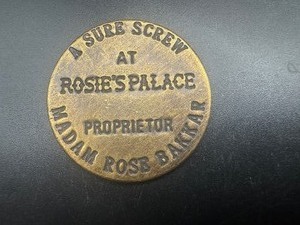 A SURE SCREW
AT
ROSIE'S PALACE
PROPRIETOR
MADAM ROSE BAKKAR